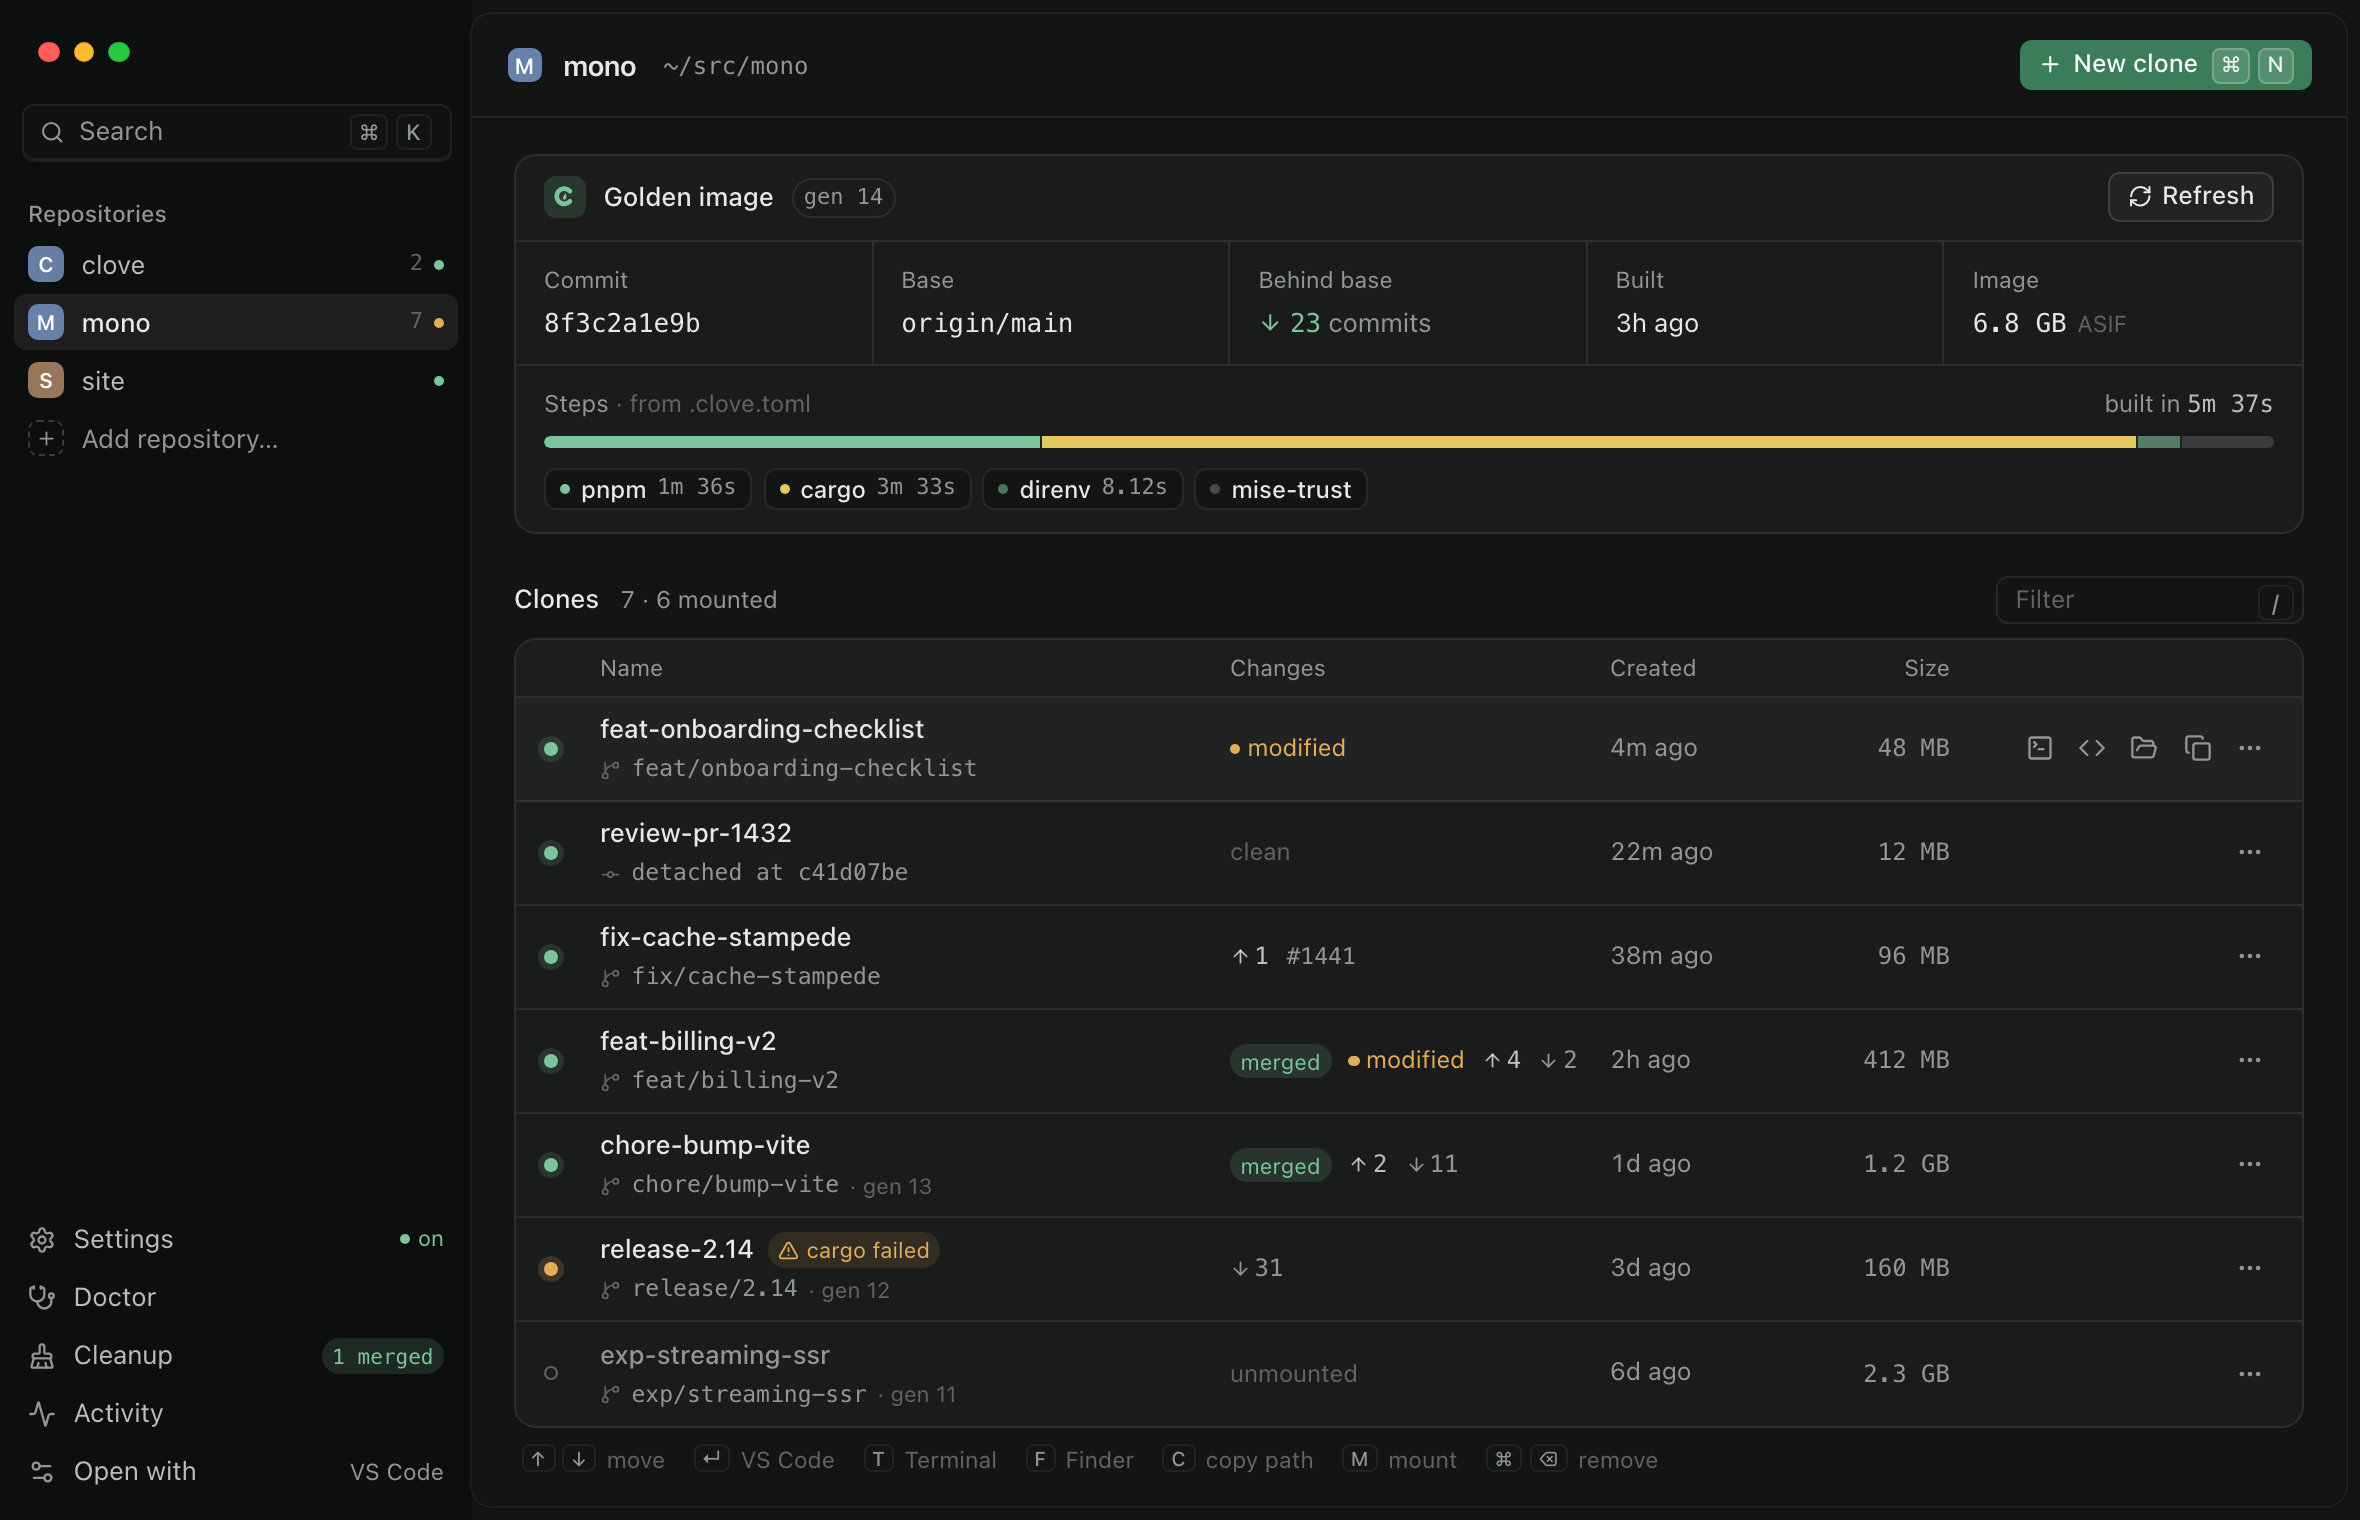 Search ⌘ K
Repositories
C clove 2
M mono 7
S site
+ Add repository...
Settings on
Doctor
Cleanup 1 merged
Activity
Open with VS Code
M mono ~/src/mono
+ New clone ⌘ N
Golden image gen 14
Refresh
Commit
8f3c2a1e9b
Base
origin/main
Behind base
↓ 23 commits
Built
3h ago
Image
6.8 GB ASIF
Steps · from .clove.toml
built in 5m 37s
pnpm 1m 36s
cargo 3m 33s
direnv 8.12s
mise-trust
Clones 7 · 6 mounted
Filter /
Name Changes Created Size
feat-onboarding-checklist
feat/onboarding-checklist
modified 4m ago 48 MB
review-pr-1432
detached at c41d07be
clean 22m ago 12 MB
fix-cache-stampede
fix/cache-stampede
↑ 1 #1441 38m ago 96 MB
feat-billing-v2
feat/billing-v2
merged modified ↑ 4 ↓ 2 2h ago 412 MB
chore-bump-vite
chore/bump-vite · gen 13
merged ↑ 2 ↓ 11 1d ago 1.2 GB
release-2.14 cargo failed
release/2.14 · gen 12
↓ 31 3d ago 160 MB
exp-streaming-ssr
exp/streaming-ssr · gen 11
unmounted 6d ago 2.3 GB
↑ ↓ move ↵ VS Code T Terminal F Finder C copy path M mount ⌘ ⌫ remove